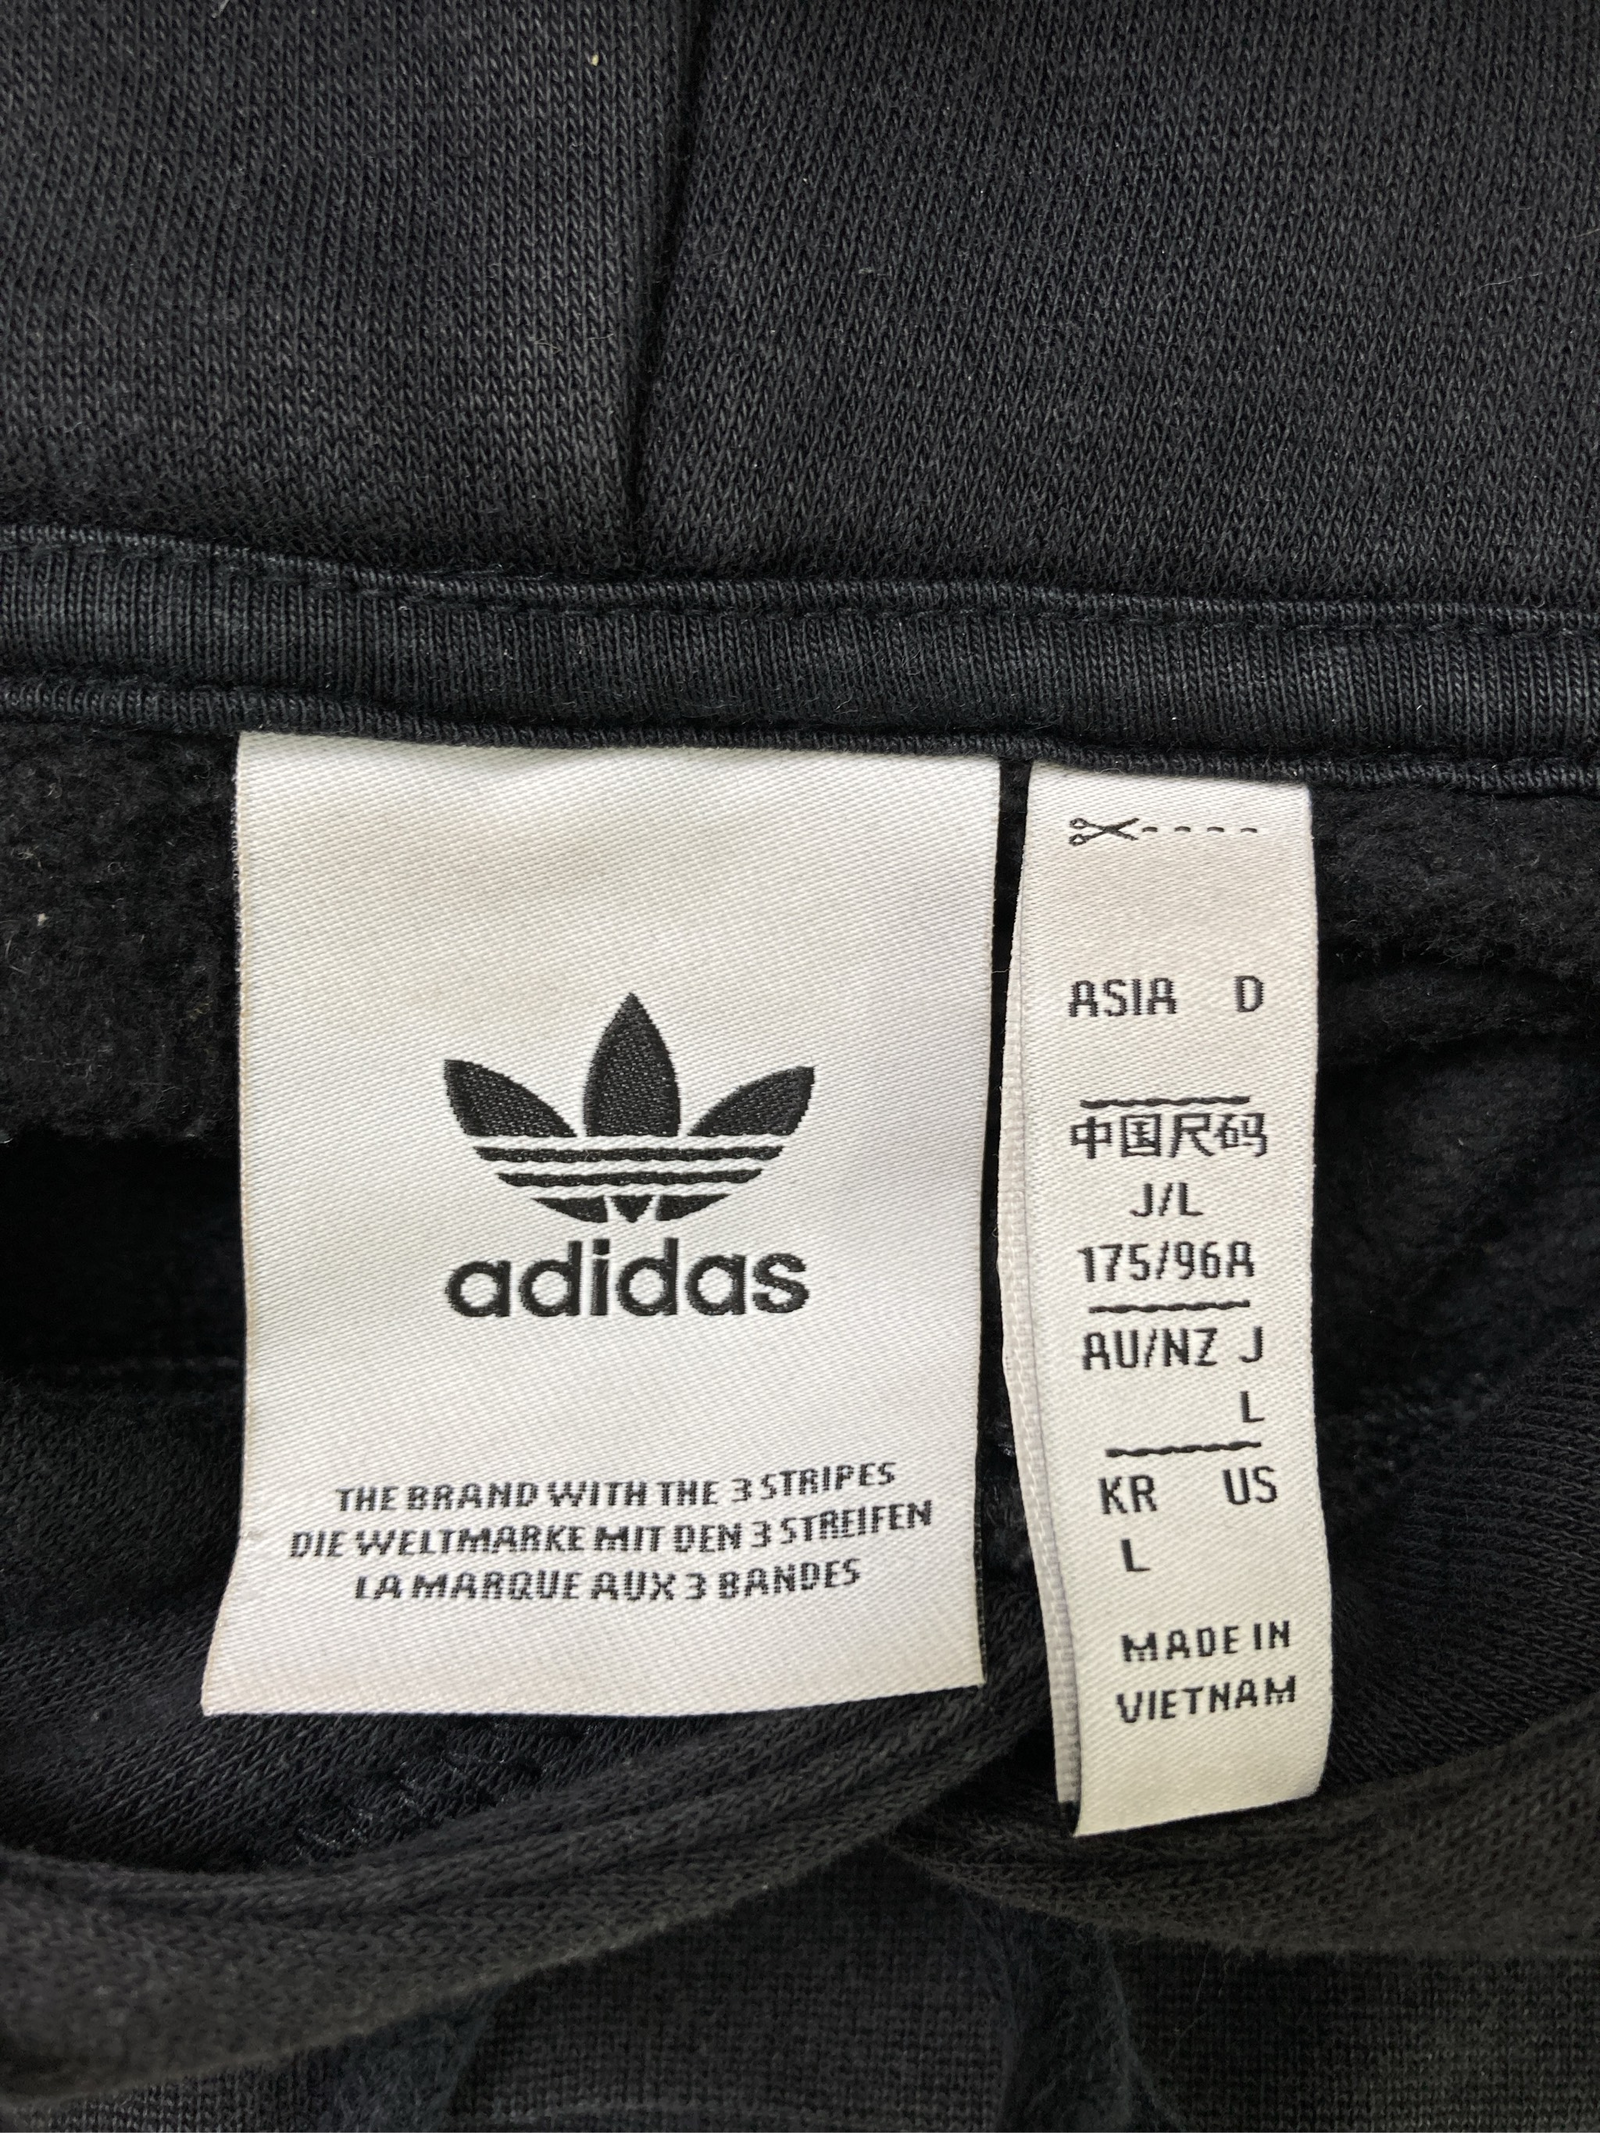 adidas
THE BRAND WITH THE 3 STRIPES
DIE WELTMARKE MIT DEN 3 STREIFEN
LA MARQUE AUX 3 BANDES
ASIA D
中国尺码
J/L
175/96A
AU/NZ J
L
KR US
L
MADE IN
VIETNAM